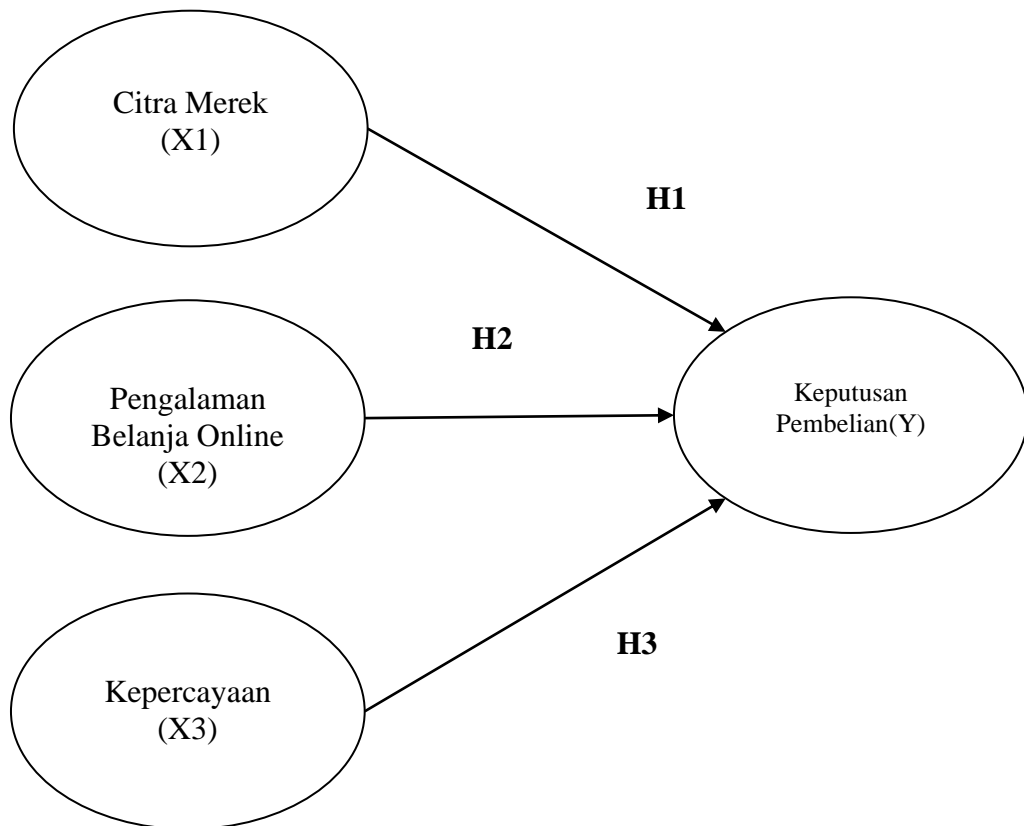 Citra Merek
(X1)
H1
H2
Keputusan
Pembelian(Y)
Pengalaman
Belanja Online
(X2)
H3
Kepercayaan
(X3)